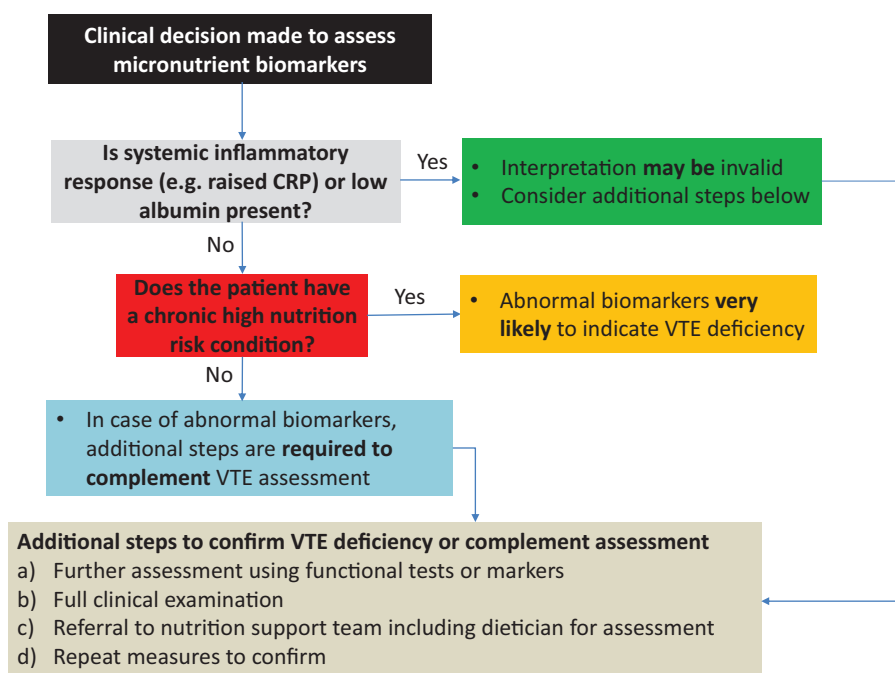 Clinical decision made to assess
micronutrient biomarkers
Is systemic inflammatory
response (e.g. raised CRP) or low
albumin present?
Yes
• Interpretation may be invalid
• Consider additional steps below
No
Does the patient have
a chronic high nutrition
risk condition?
Yes
• Abnormal biomarkers very
likely to indicate VTE deficiency
No
• In case of abnormal biomarkers,
additional steps are required to
complement VTE assessment
Additional steps to confirm VTE deficiency or complement assessment
a) Further assessment using functional tests or markers
b) Full clinical examination
c) Referral to nutrition support team including dietician for assessment
d) Repeat measures to confirm